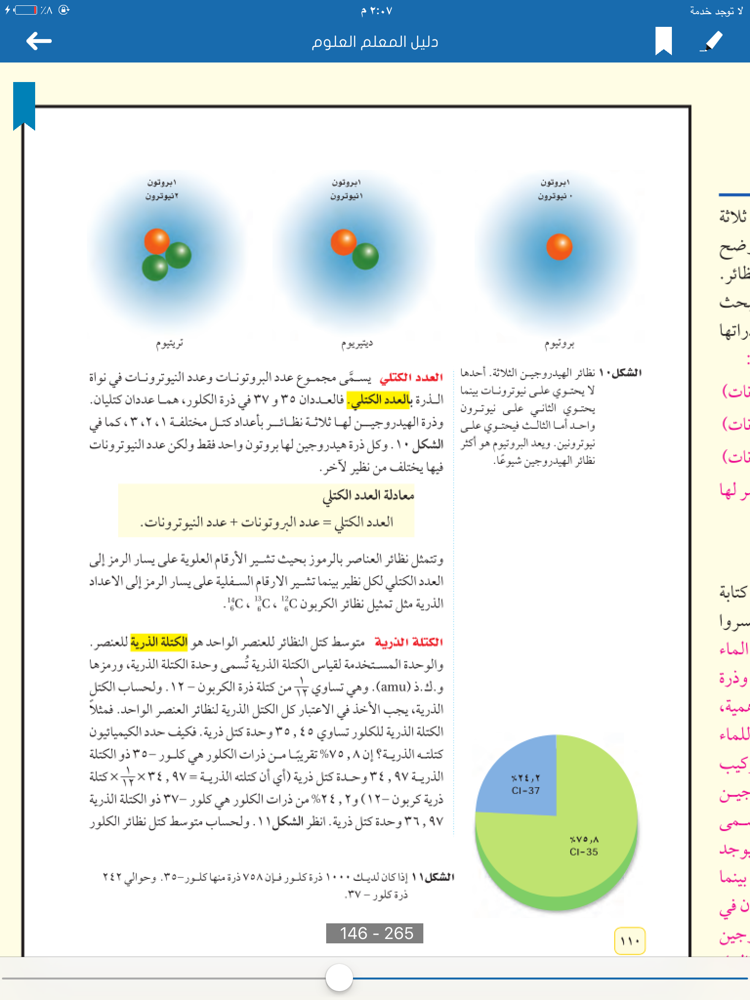 لا توجد خدمة
٢:٠٧ م
٪٨
دليل المعلم العلوم
١بروتون
٠ نيوترون
١بروتون
١نيوترون
١بروتون
٢نيوترون
بروتيوم
ديتيريوم
تريتيوم
الشكل١٠ نظائر الهيدروجين الثلاثة. أحدها
لا يحتوي على نيوترونات بينما
يحتوي الثاني على نيوترون
واحد أما الثالث فيحتوي على
نيوترونين. ويعد البروتيوم هو أكثر
نظائر الهيدروجين شيوعًا.
العدد الكتلي يسمَّى مجموع عدد البروتونات وعدد النيوترونات في نواة
الذرة بالعدد الكتلي. فالعددان ٣٥ و ٣٧ في ذرة الكلور، هما عددان كتليان.
وذرة الهيدروجين لها ثلاثة نظائر بأعداد كتل مختلفة ١، ٢، ٣، كما في
الشكل ١٠. وكل ذرة هيدروجين لها بروتون واحد فقط ولكن عدد النيوترونات
فيها يختلف من نظير لآخر.
معادلة العدد الكتلي
العدد الكتلي = عدد البروتونات + عدد النيوترونات.
وتتمثل نظائر العناصر بالرموز بحيث تشير الأرقام العلوية على يسار الرمز إلى
العدد الكتلي لكل نظير بينما تشير الارقام السفلية على يسار الرمز إلى الاعداد
الذرية مثل تمثيل نظائر الكربون ¹²₆C ، ¹³₆C ، ¹⁴₆C.
الكتلة الذرية متوسط كتل النظائر للعنصر الواحد هو الكتلة الذرية للعنصر.
والوحدة المستخدمة لقياس الكتلة الذرية تُسمى وحدة الكتلة الذرية، ورمزها
و.ك.ذ (amu). وهي تساوي ١/١٢ من كتلة ذرة الكربون – ١٢. ولحساب الكتل
الذرية، يجب الأخذ في الاعتبار كل الكتل الذرية لنظائر العنصر الواحد. فمثلاً
الكتلة الذرية للكلور تساوي ٣٥,٤٥ وحدة كتل ذرية. فكيف حدد الكيميائيون
كتلته الذرية؟ إن ٧٥,٨% تقريبًا من ذرات الكلور هي كلور –٣٥ ذو الكتلة
الذرية ٣٤,٩٧ وحدة كتل ذرية (أي أن كتلته الذرية = ٣٤,٩٧ × ١/١٢ × كتلة
ذرية كربون –١٢) و٢٤,٢% من ذرات الكلور هي كلور –٣٧ ذو الكتلة الذرية
٣٦,٩٧ وحدة كتل ذرية. انظر الشكل١١. ولحساب متوسط كتل نظائر الكلور
٢٤,٢%
Cl-37
٧٥,٨%
Cl-35
الشكل١١ إذا كان لديك ١٠٠٠ ذرة كلور فإن ٧٥٨ ذرة منها كلور–٣٥. وحوالي ٢٤٢
ذرة كلور – ٣٧.
146 - 265
١١٠
ثلاثة
كتابة
الماء
وذرة
للماء
يوجد
بينما